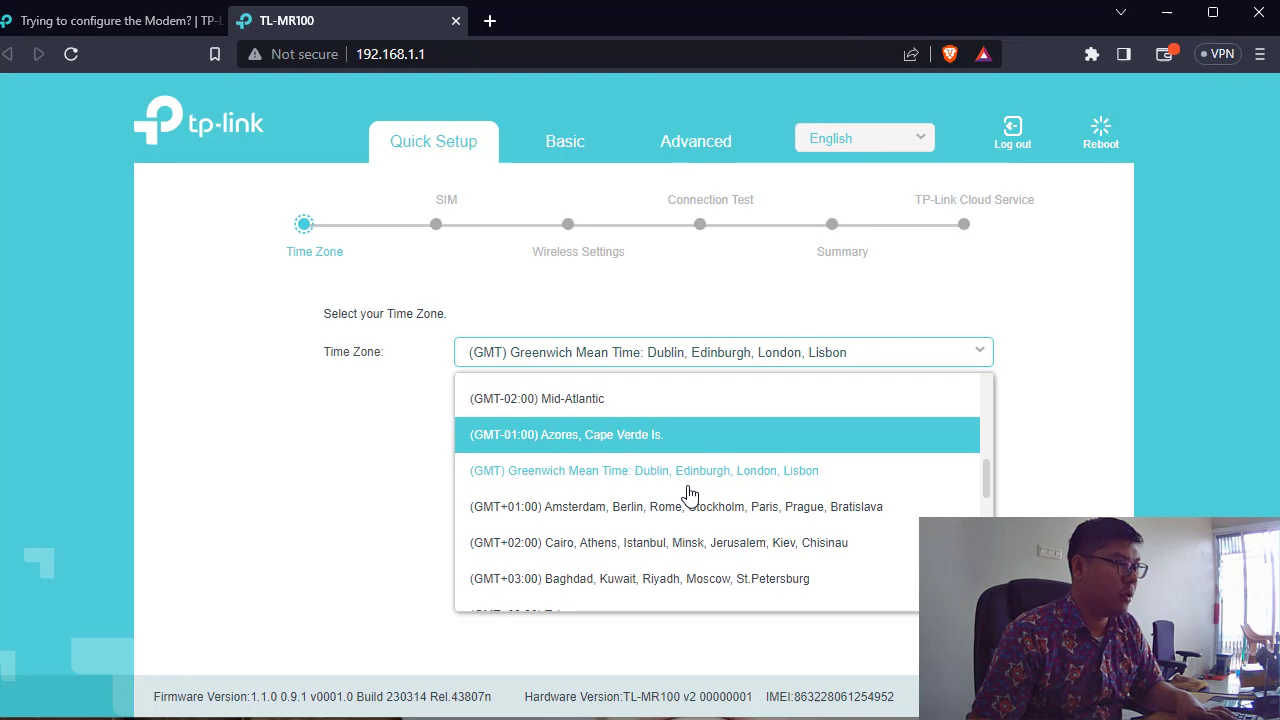 Trying to configure the Modem? | TP-L
TL-MR100
Not secure
192.168.1.1
VPN
tp-link
Quick Setup
Basic
Advanced
English
Log out
Reboot
SIM
Connection Test
TP-Link Cloud Service
Time Zone
Wireless Settings
Summary
Select your Time Zone.
Time Zone:
(GMT) Greenwich Mean Time: Dublin, Edinburgh, London, Lisbon
(GMT-02:00) Mid-Atlantic
(GMT-01:00) Azores, Cape Verde Is.
(GMT) Greenwich Mean Time: Dublin, Edinburgh, London, Lisbon
(GMT+01:00) Amsterdam, Berlin, Rome, Stockholm, Paris, Prague, Bratislava
(GMT+02:00) Cairo, Athens, Istanbul, Minsk, Jerusalem, Kiev, Chisinau
(GMT+03:00) Baghdad, Kuwait, Riyadh, Moscow, St.Petersburg
Firmware Version:1.1.0 0.9.1 v0001.0 Build 230314 Rel.43807n
Hardware Version:TL-MR100 v2 00000001
IMEI:863228061254952